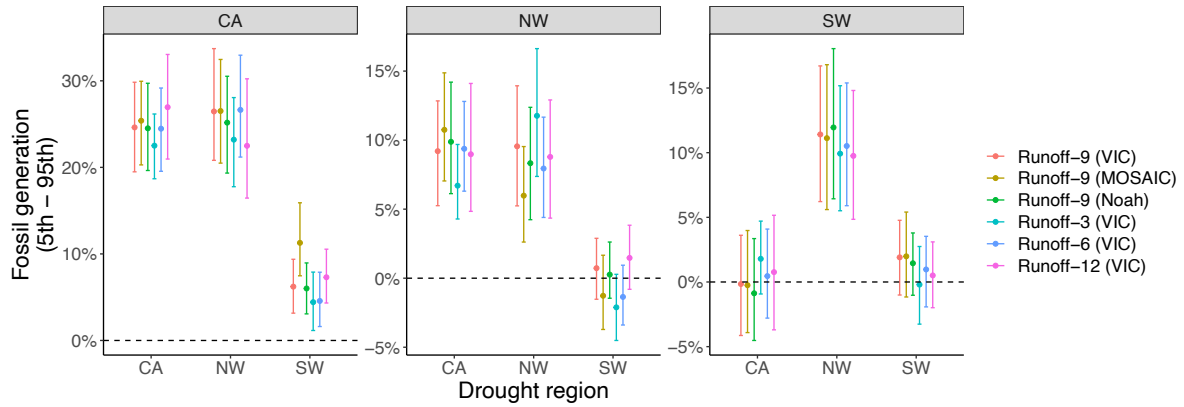 CA
NW
SW
Fossil generation
(5th − 95th)
30%
20%
10%
0%
15%
10%
5%
0%
−5%
15%
10%
5%
0%
−5%
CA NW SW
CA NW SW
CA NW SW
Drought region
Runoff−9 (VIC)
Runoff−9 (MOSAIC)
Runoff−9 (Noah)
Runoff−3 (VIC)
Runoff−6 (VIC)
Runoff−12 (VIC)